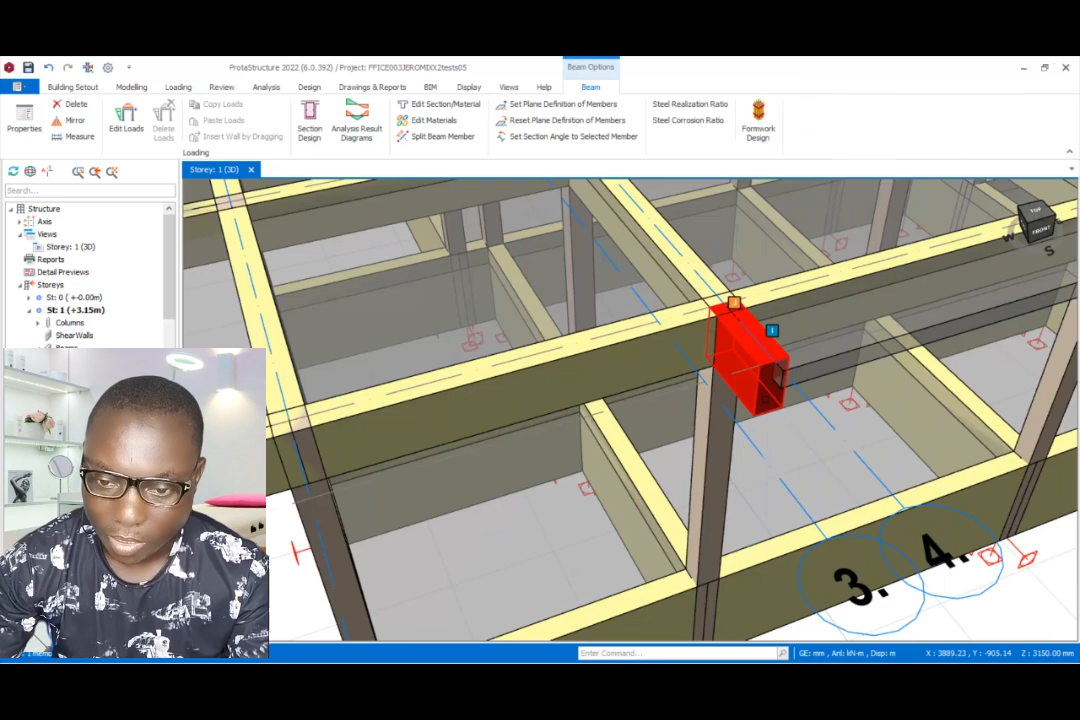 ProtaStructure 2022 (6.0.392) / Project: FFICE003JEROMIXX2tests05
Beam Options
Building Setout
Modelling
Loading
Review
Analysis
Design
Drawings & Reports
BIM
Display
Views
Help
Beam
Properties
Delete
Mirror
Measure
Edit Loads
Delete Loads
Copy Loads
Paste Loads
Insert Wall by Dragging
Loading
Section Design
Analysis Result Diagrams
Edit Section/Material
Edit Materials
Split Beam Member
Set Plane Definition of Members
Reset Plane Definition of Members
Set Section Angle to Selected Member
Steel Realization Ratio
Steel Corrosion Ratio
Formwork Design
Storey: 1 (3D)
Search...
Structure
Axis
Views
Storey: 1 (3D)
Reports
Detail Previews
Storeys
St: 0 ( +-0.00m)
St: 1 (+3.15m)
Columns
ShearWalls
TOP
FRONT
W
S
J
I
H
3.
4.
Enter Command...
GE: mm , Anl: kN-m , Disp: m
X : 3889.23 , Y : -905.14
Z : 3150.00 mm